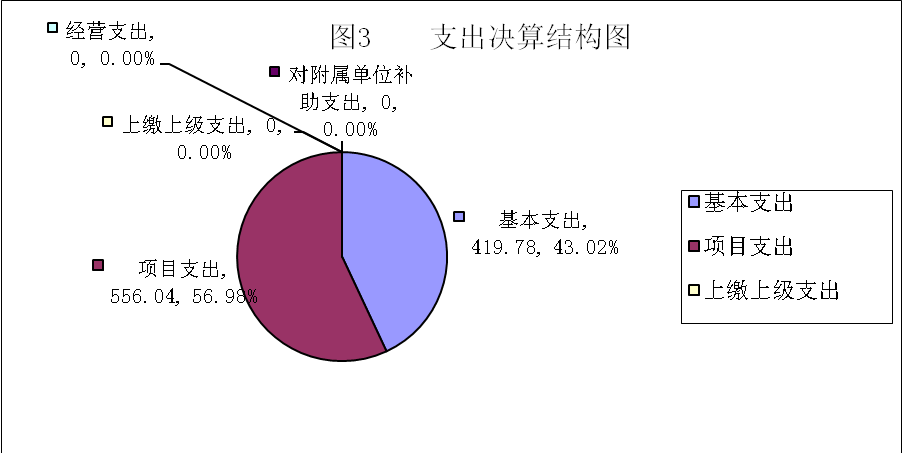 图3 支出决算结构图
经营支出,
0, 0.00%
对附属单位补
助支出, 0,
0.00%
上缴上级支出, 0,
0.00%
基本支出,
419.78, 43.02%
项目支出,
556.04, 56.98%
基本支出
项目支出
上缴上级支出